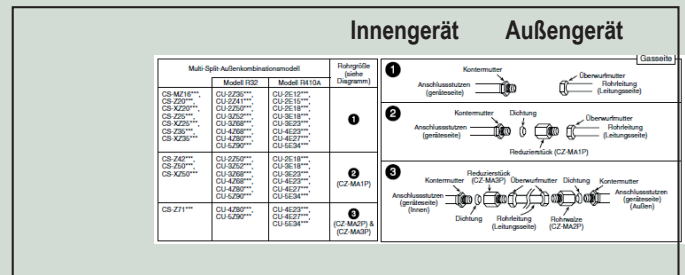 Innengerät Außengerät
Multi-Split-Außenkombinationsmodell
Rohrgröße
(siehe
Diagramm)
Modell R32 Modell R410A
CS-MZ16***, CU-2Z35***, CU-2E12***,
CS-Z20***, CU-2Z41***, CU-2E15***,
CS-XZ20***, CU-2Z50***, CU-2E18***,
CS-Z25***, CU-3Z52***, CU-3E18***,
CS-XZ25***, CU-3Z68***, CU-3E23***,
CS-Z35***, CU-4Z68***, CU-4E23***,
CS-XZ35*** CU-4Z80***, CU-4E27***,
CU-5Z90*** CU-5E34***
1
CS-Z42***, CU-2Z50***, CU-2E18***,
CS-Z50***, CU-3Z52***, CU-3E18***,
CS-XZ50*** CU-3Z68***, CU-3E23***,
CU-4Z68***, CU-4E23***,
CU-4Z80***, CU-4E27***,
CU-5Z90*** CU-5E34***
2
(CZ-MA1P)
CS-Z71*** CU-4Z80***, CU-4E23***,
CU-5Z90*** CU-4E27***,
CU-5E34***
3
(CZ-MA2P) &
(CZ-MA3P)
Gasseite
1
Kontermutter
Anschlussstutzen
(geräteseite)
Überwurfmutter
Rohrleitung
(Leitungsseite)
2
Kontermutter Dichtung
Überwurfmutter
Anschlussstutzen
(geräteseite)
Rohrleitung
(Leitungsseite)
Reduzierstück (CZ-MA1P)
3
Reduzierstück
(CZ-MA3P)
Kontermutter Überwurfmutter Dichtung Kontermutter
Anschlussstutzen
(geräteseite)
(Innen)
Anschlussstutzen
(geräteseite)
(Außen)
Dichtung Rohrleitung
(Leitungsseite)
Rohrwalze
(CZ-MA2P)